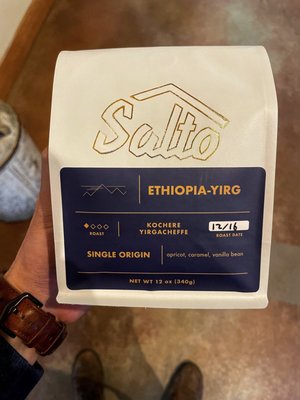 Salto
ETHIOPIA-YIRG
ROAST
KOCHERE
YIRGACHEFFE
12/16
ROAST DATE
SINGLE ORIGIN
apricot, caramel, vanilla bean
NET WT 12 oz (340g)